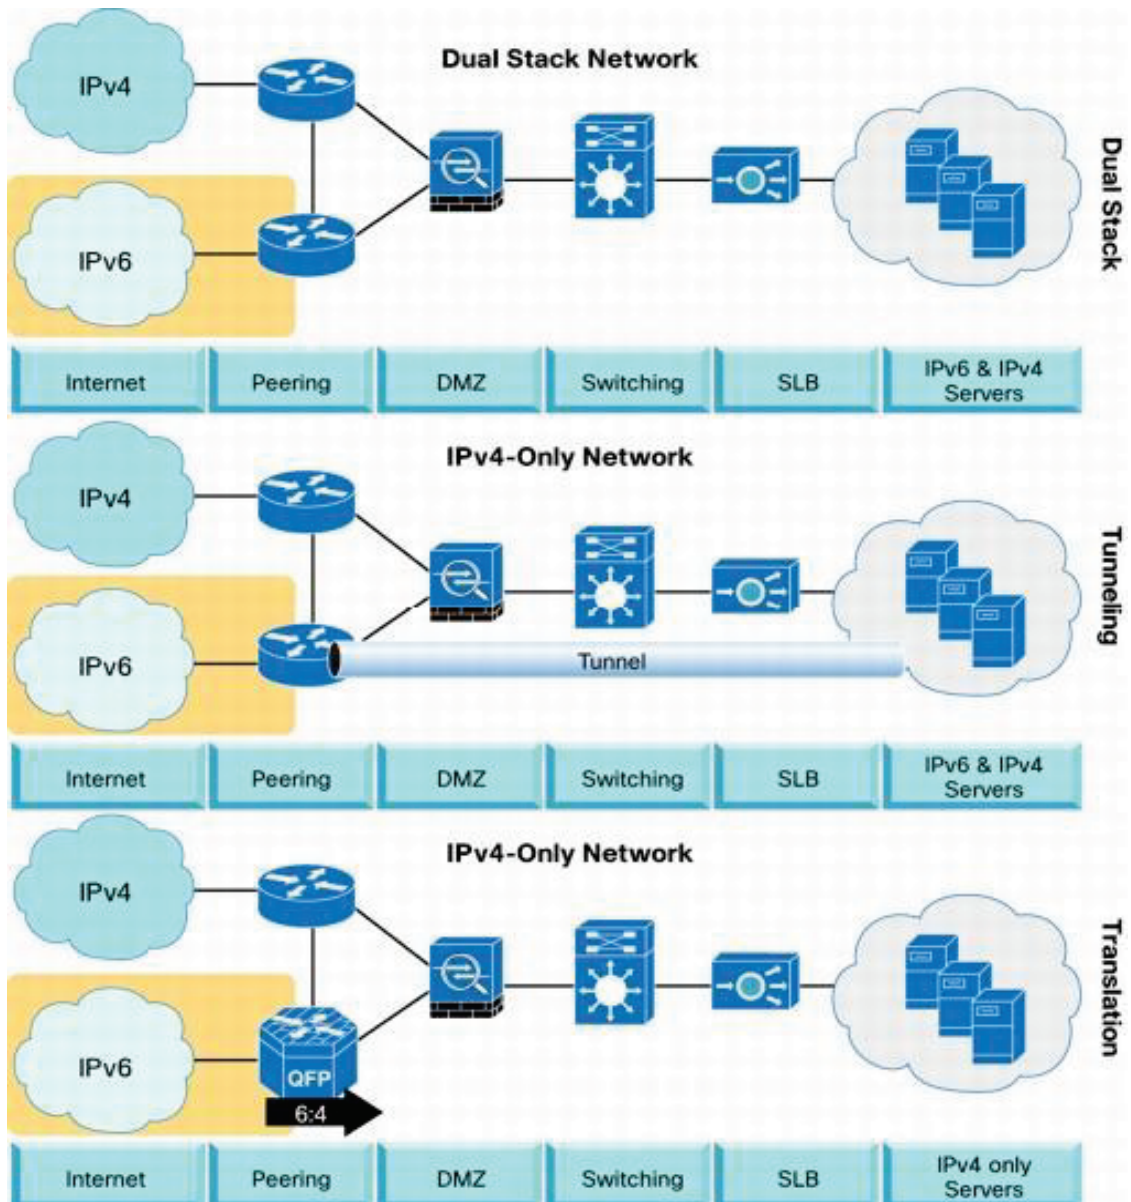 Dual Stack Network
IPv4
IPv6
Dual Stack
Internet
Peering
DMZ
Switching
SLB
IPv6 & IPv4
Servers
IPv4-Only Network
IPv4
IPv6
Tunnel
Tunneling
Internet
Peering
DMZ
Switching
SLB
IPv6 & IPv4
Servers
IPv4-Only Network
IPv4
IPv6
QFP
6:4
Translation
Internet
Peering
DMZ
Switching
SLB
IPv4 only
Servers